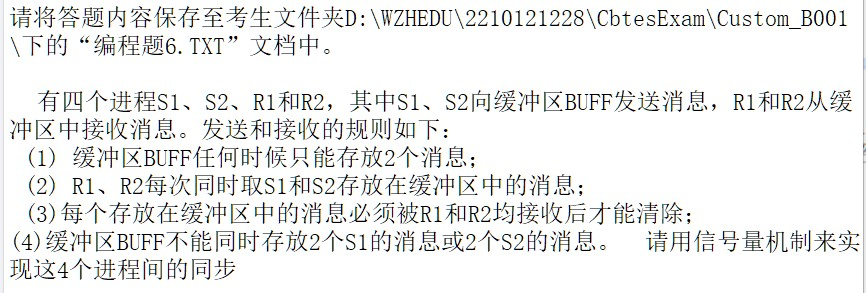 请将答题内容保存至考生文件夹D:\WZHEDU\2210121228\CbtesExam\Custom_B001
\下的“编程题6.TXT”文档中。
有四个进程S1、S2、R1和R2，其中S1、S2向缓冲区BUFF发送消息，R1和R2从缓
冲区中接收消息。发送和接收的规则如下：
(1) 缓冲区BUFF任何时候只能存放2个消息；
(2) R1、R2每次同时取S1和S2存放在缓冲区中的消息；
(3)每个存放在缓冲区中的消息必须被R1和R2均接收后才能清除；
(4)缓冲区BUFF不能同时存放2个S1的消息或2个S2的消息。 请用信号量机制来实
现这4个进程间的同步